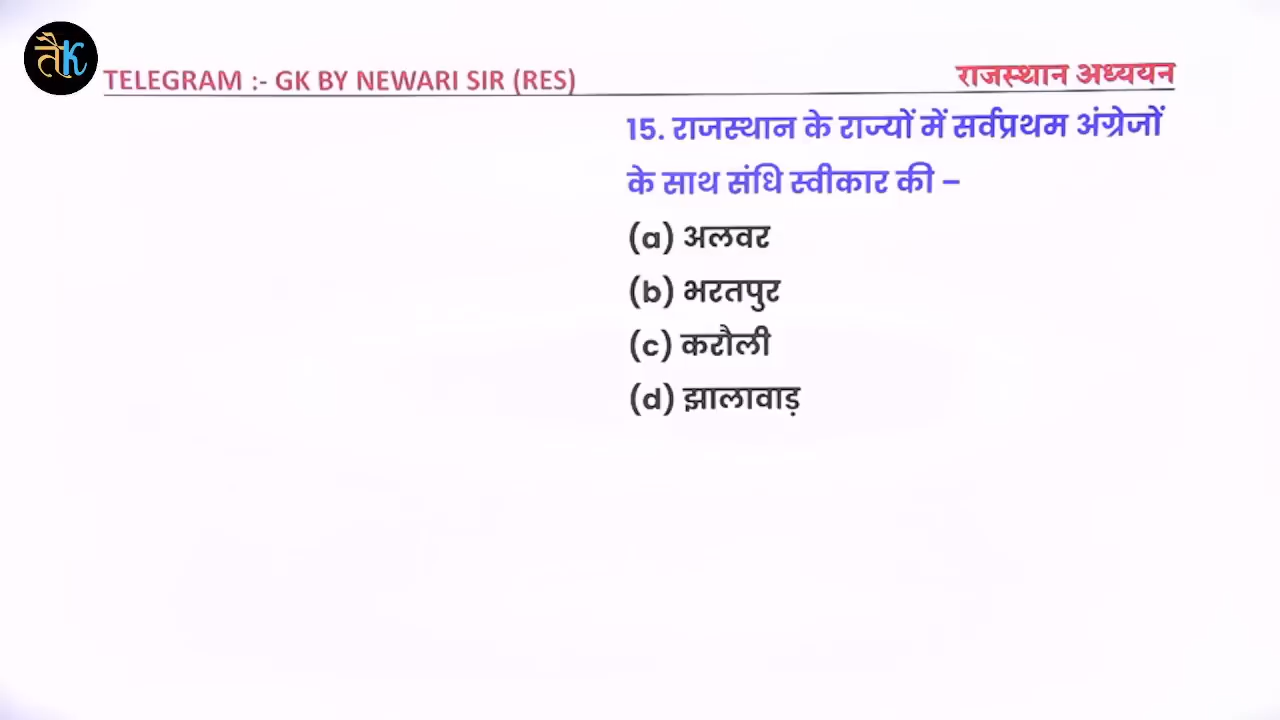 तैK
TELEGRAM :- GK BY NEWARI SIR (RES)
राजस्थान अध्ययन
15. राजस्थान के राज्यों में सर्वप्रथम अंग्रेजों
के साथ संधि स्वीकार की –
(a) अलवर
(b) भरतपुर
(c) करौली
(d) झालावाड़